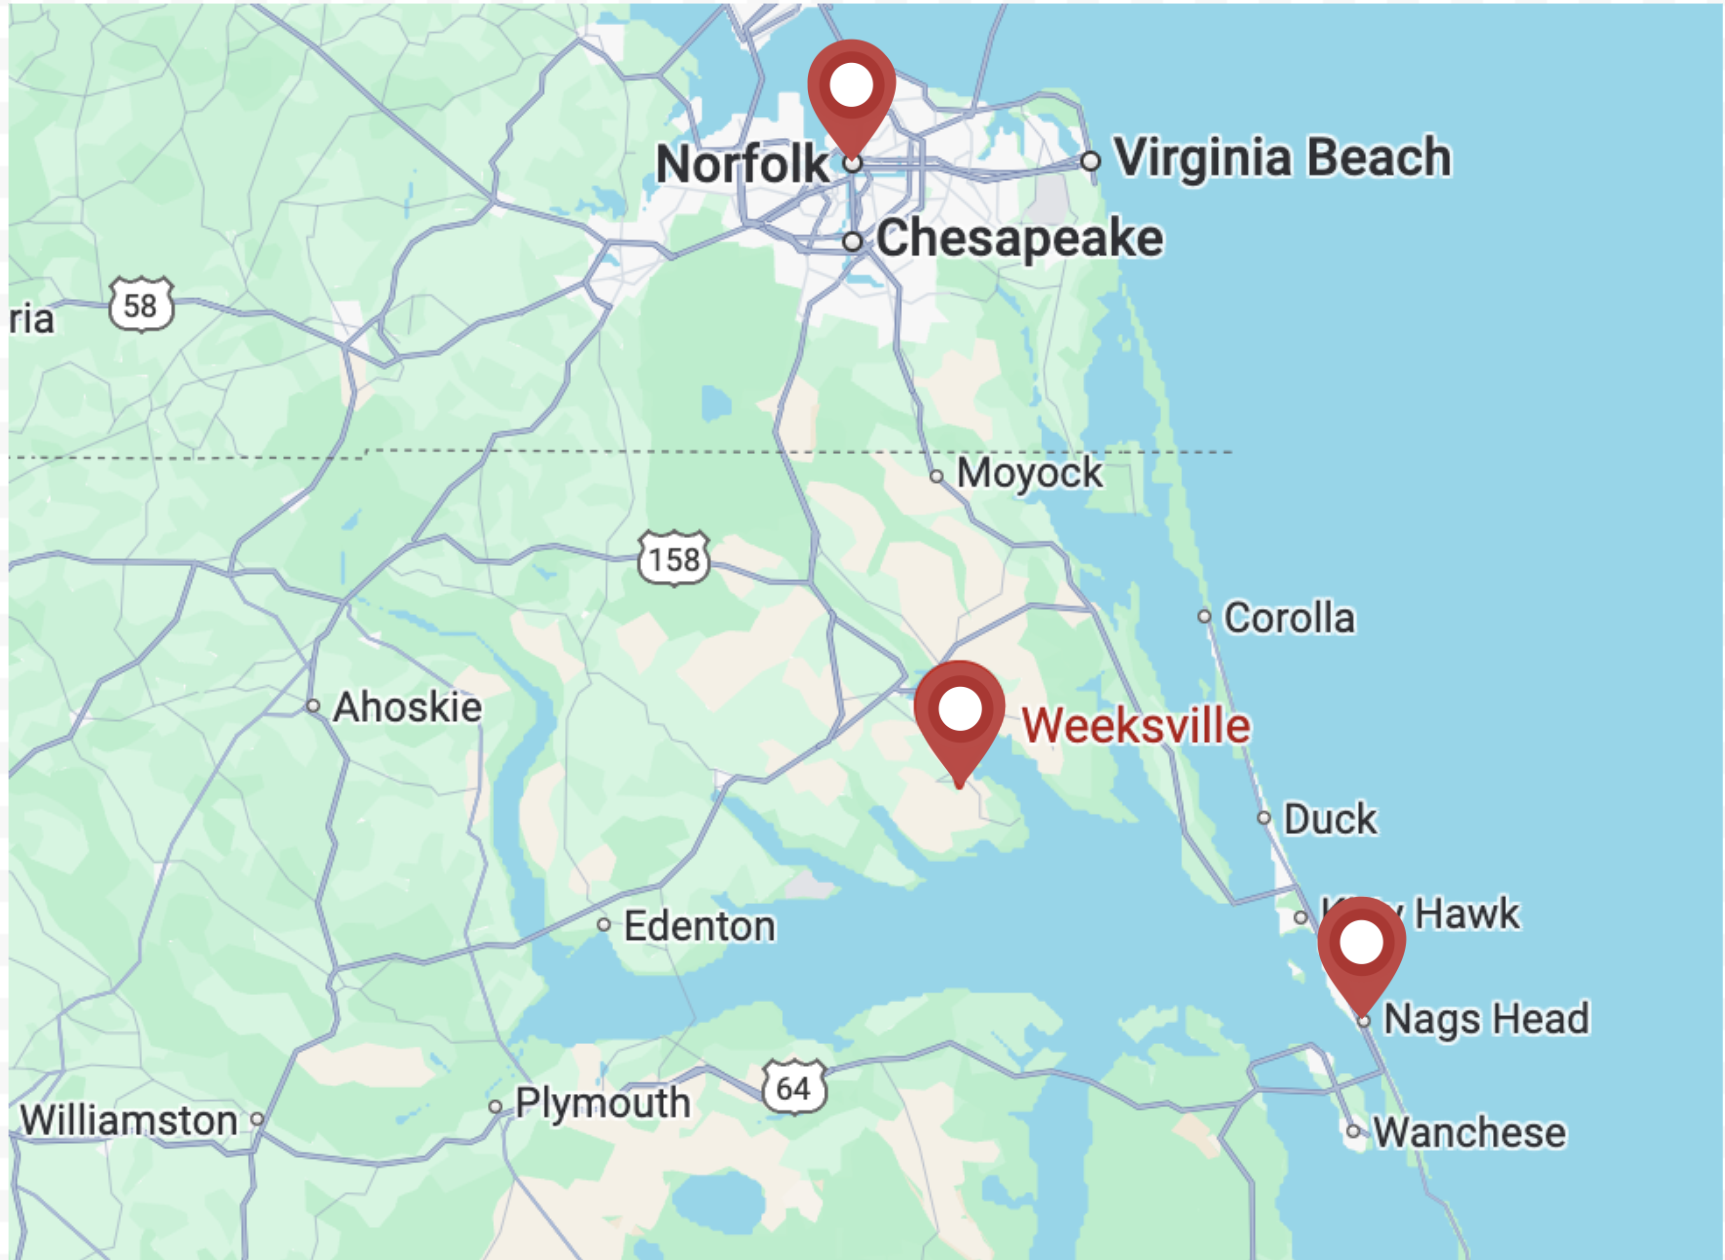 Norfolk
Virginia Beach
Chesapeake
58
ria
Moyock
158
Corolla
Ahoskie
Weeksville
Duck
Hawk
Edenton
Nags Head
64
Plymouth
Williamston
Wanchese